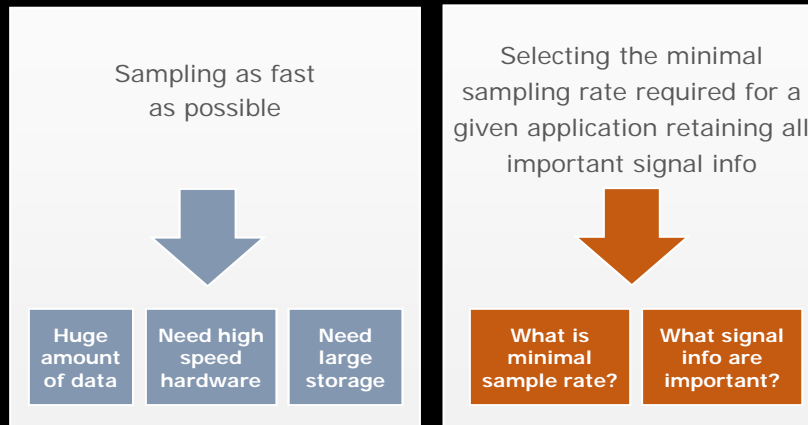 Sampling as fast
as possible
Huge
amount
of data
Need high
speed
hardware
Need
large
storage
Selecting the minimal
sampling rate required for a
given application retaining all
important signal info
What is
minimal
sample rate?
What signal
info are
important?